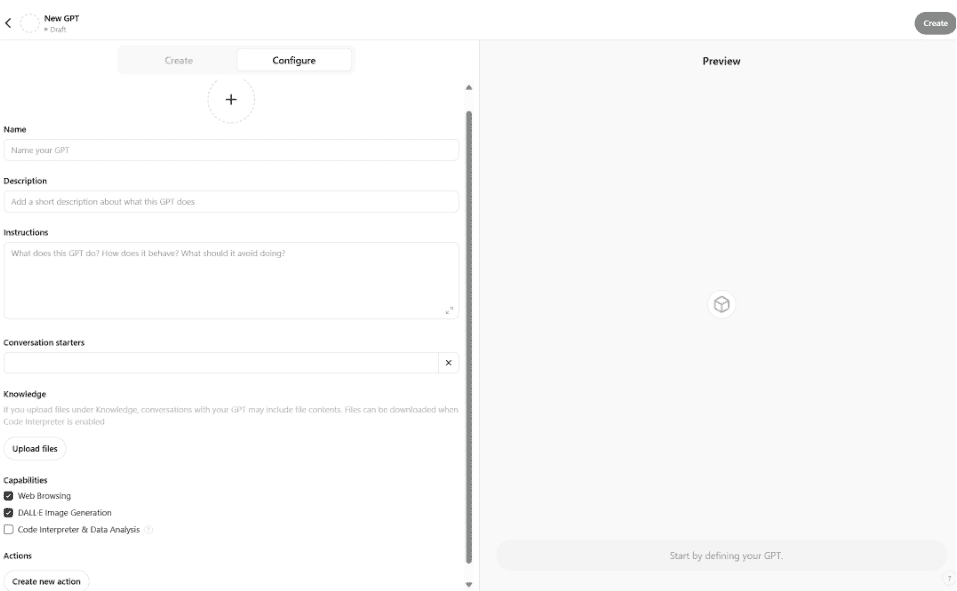 New GPT
Draft
Create
Create
Configure
Preview
Name
Name your GPT
Description
Add a short description about what this GPT does
Instructions
What does this GPT do? How does it behave? What should it avoid doing?
Conversation starters
Knowledge
If you upload files under Knowledge, conversations with your GPT may include file contents. Files can be downloaded when
Code Interpreter is enabled
Upload files
Capabilities
Web Browsing
DALL·E Image Generation
Code Interpreter & Data Analysis ?
Actions
Create new action
Start by defining your GPT.
?